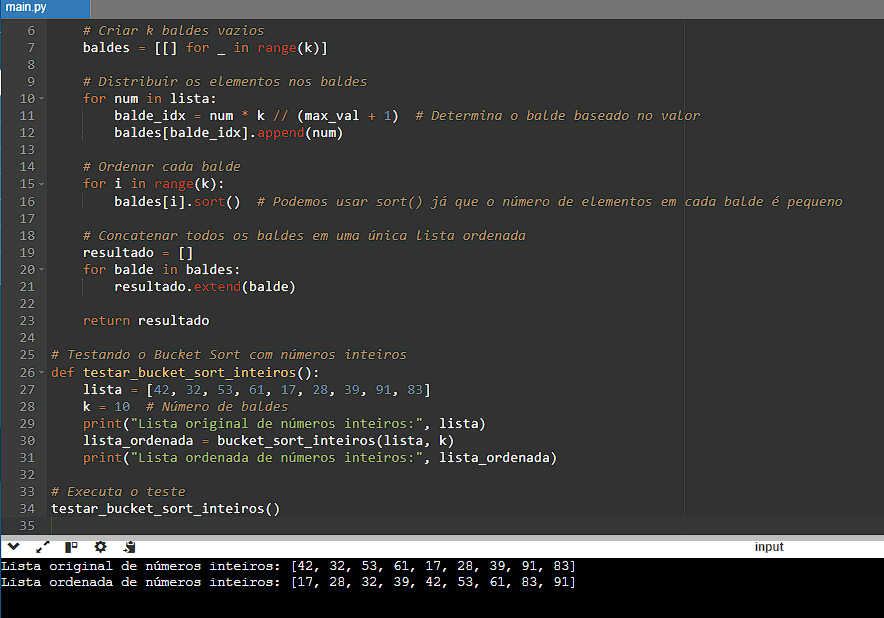 main.py
6 # Criar k baldes vazios
7 baldes = [[] for _ in range(k)]
8
9 # Distribuir os elementos nos baldes
10 for num in lista:
11 balde_idx = num * k // (max_val + 1)  # Determina o balde baseado no valor
12 baldes[balde_idx].append(num)
13
14 # Ordenar cada balde
15 for i in range(k):
16 baldes[i].sort()  # Podemos usar sort() já que o número de elementos em cada balde é pequeno
17
18 # Concatenar todos os baldes em uma única lista ordenada
19 resultado = []
20 for balde in baldes:
21 resultado.extend(balde)
22
23 return resultado
24
25 # Testando o Bucket Sort com números inteiros
26 def testar_bucket_sort_inteiros():
27 lista = [42, 32, 53, 61, 17, 28, 39, 91, 83]
28 k = 10  # Número de baldes
29 print("Lista original de números inteiros:", lista)
30 lista_ordenada = bucket_sort_inteiros(lista, k)
31 print("Lista ordenada de números inteiros:", lista_ordenada)
32
33 # Executa o teste
34 testar_bucket_sort_inteiros()
35
input
Lista original de números inteiros: [42, 32, 53, 61, 17, 28, 39, 91, 83]
Lista ordenada de números inteiros: [17, 28, 32, 39, 42, 53, 61, 83, 91]